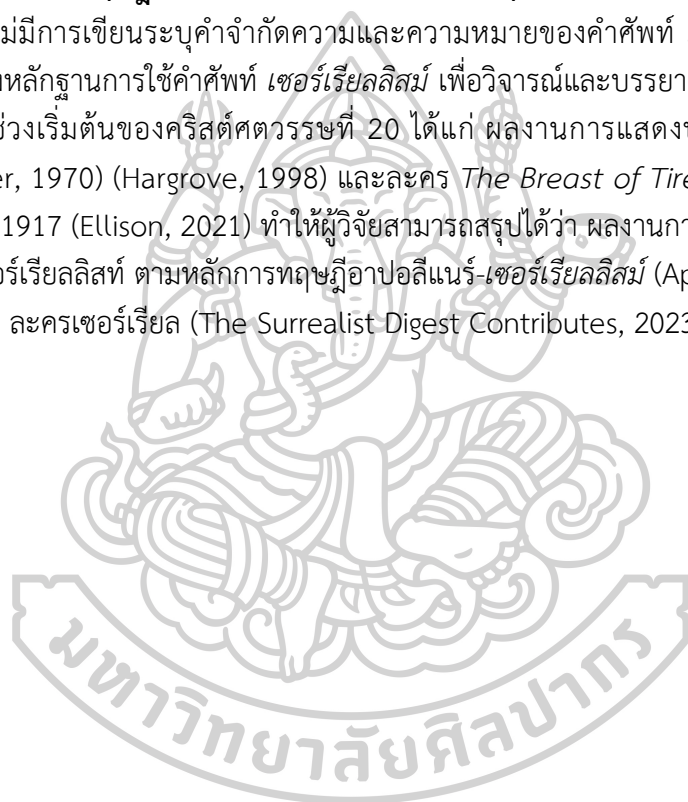 ม่มีการเขียนระบุคำจำกัดความและความหมายของคำศัพท์
หลักฐานการใช้คำศัพท์ เซอร์เรียลลิสม์ เพื่อวิจารณ์และบรรยา
ช่วงเริ่มต้นของคริสต์ศตวรรษที่ 20 ได้แก่ ผลงานการแสดง
er, 1970) (Hargrove, 1998) และละคร The Breast of Tire
1917 (Ellison, 2021) ทำให้ผู้วิจัยสามารถสรุปได้ว่า ผลงานกา
อร์เรียลลิสท์ ตามหลักการทฤษฎีอาปอลีแนร์-เซอร์เรียลลิสม์ (Ap
ละครเซอร์เรียล (The Surrealist Digest Contributes, 2023
มหาวิทยาลัยศิลปากร